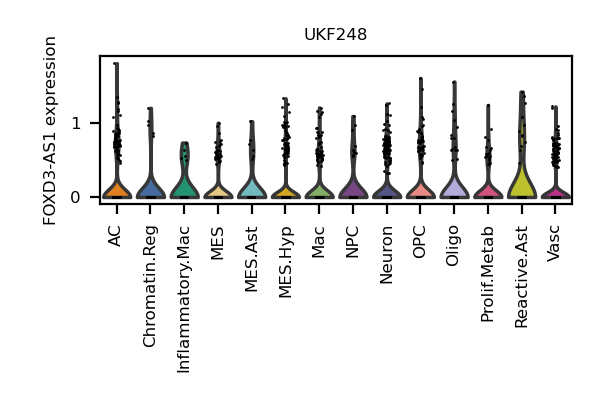 UKF248
FOXD3-AS1 expression
1
0
AC
Chromatin.Reg
Inflammatory.Mac
MES
MES.Ast
MES.Hyp
Mac
NPC
Neuron
OPC
Oligo
Prolif.Metab
Reactive.Ast
Vasc